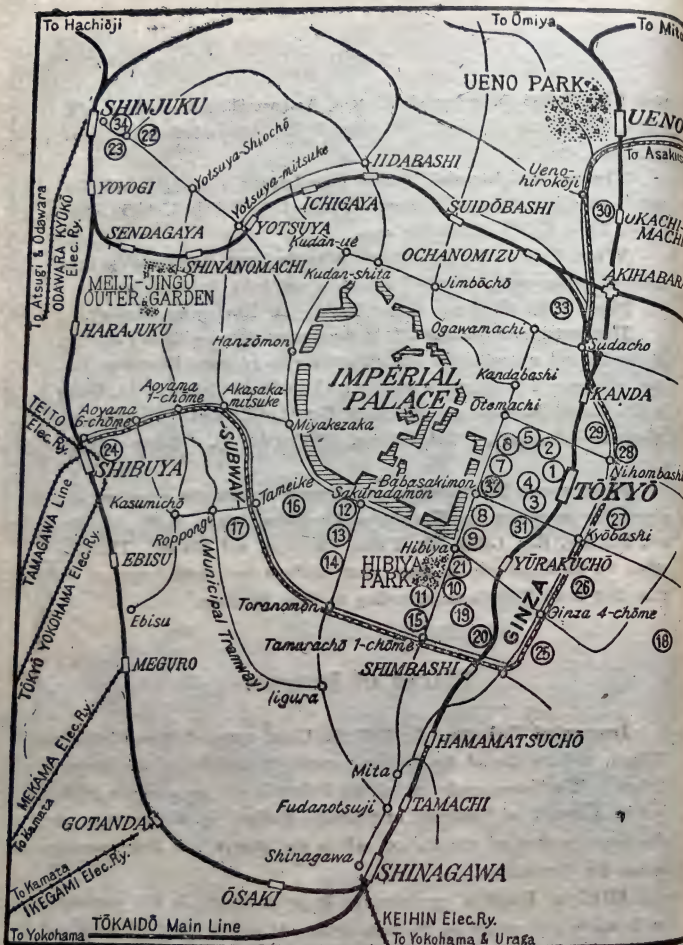 To Hachiōji
To Ōmiya
To Mito
UENO PARK
SHINJUKU
34
22
23
UENO
To Asakus
Yotsuya-Shiochō
Yotsuya-mitsuke
IIDABASHI
Ueno-
hirokōji
YOYOGI
ICHIGAYA
SUIDŌBASHI
30
UKACHI-
MACHI
SENDAGAYA
YOTSUYA
Kudan-ue
OCHANOMIZU
SHINANOMACHI
Kudan-shita
AKIHABARA
MEIJI-JINGU
OUTER GARDEN
Jimbōchō
33
To Atsugi & Odawara
ODAWARA KYŪKŌ
Elec. Ry.
HARAJUKU
Hanzōmon
Ogawamachi
Sudacho
IMPERIAL
PALACE
Kandabashi
KANDA
Aoyama
1-chōme
Akasaka-
mitsuke
Ōtemachi
TEITO
Elec. Ry.
Aoyama
6-chōme
Miyakezaka
5
2
29
28
24
SUBWAY
6
7
1
Nihombashi
SHIBUYA
Babasakimon
4
TŌKYŌ
Tameike
16
Sakuradamon
32
3
Kasumichō
17
12
8
27
TAMAGAWA Line
Roppongi
13
31
Kyōbashi
Hibiya
9
EBISU
14
HIBIYA
PARK
21
YŪRAKUCHŌ
26
TŌKYŌ YOKOHAMA Elec. Ry.
(Municipal Tramway)
11
10
GINZA
Ebisu
Toranomon
19
Ginza 4-chōme
15
20
18
Tamurachō 1-chōme
25
MEGURO
SHIMBASHI
Iigura
MEKAMA Elec. Ry.
To Kamata
HAMAMATSUCHŌ
Mita
Fudanotsuji
TAMACHI
GOTANDA
To Kamata
IKEGAMI Elec. Ry.
Shinagawa
SHINAGAWA
ŌSAKI
TŌKAIDŌ Main Line
KEIHIN Elec. Ry.
To Yokohama
To Yokohama & Uraga